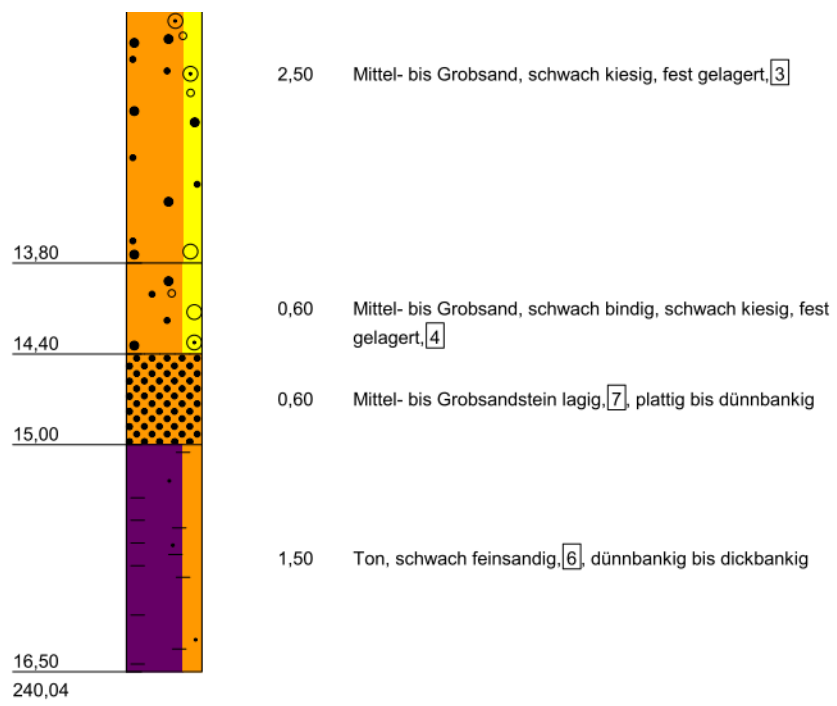 2,50 Mittel- bis Grobsand, schwach kiesig, fest gelagert, 3
13,80
0,60 Mittel- bis Grobsand, schwach bindig, schwach kiesig, fest
gelagert, 4
14,40
0,60 Mittel- bis Grobsandstein lagig, 7, plattig bis dünnbankig
15,00
1,50 Ton, schwach feinsandig, 6, dünnbankig bis dickbankig
16,50
240,04